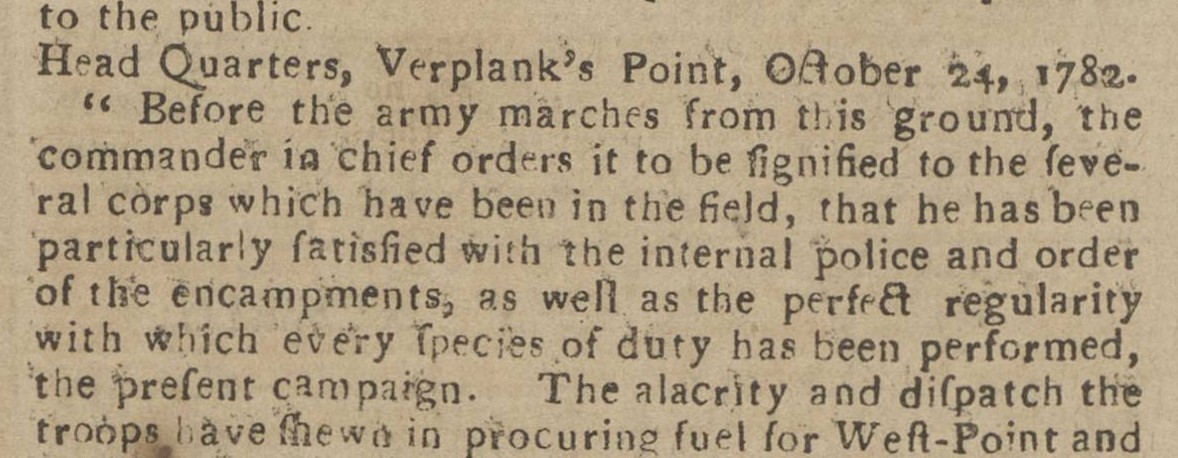 to the public.
Head Quarters, Verplank's Point, October 24, 1782.
“ Before the army marches from this ground, the
commander in chief orders it to be ſignified to the ſeve-
ral corps which have been in the field, that he has been
particularly ſatisfied with the internal police and order
of the encampments, as well as the perfect regularity
with which every ſpecies of duty has been performed,
the preſent campaign. The alacrity and diſpatch the
troops have ſhewn in procuring fuel for Weſt-Point and